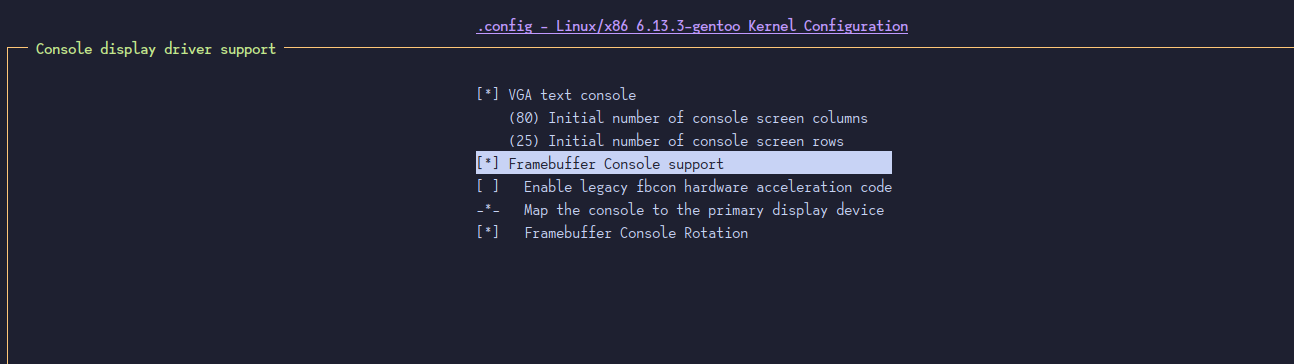 .config - Linux/x86 6.13.3-gentoo Kernel Configuration
Console display driver support
[*] VGA text console
(80) Initial number of console screen columns
(25) Initial number of console screen rows
[*] Framebuffer Console support
[ ] Enable legacy fbcon hardware acceleration code
-*- Map the console to the primary display device
[*] Framebuffer Console Rotation